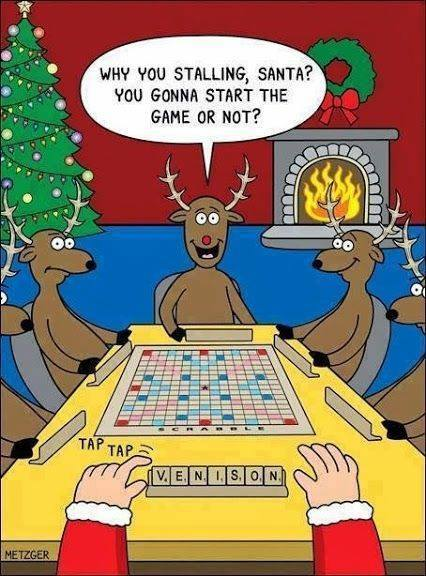 WHY YOU STALLING, SANTA?
YOU GONNA START THE
GAME OR NOT?
SCRABBLE
TAP
TAP
VENISON
METZGER